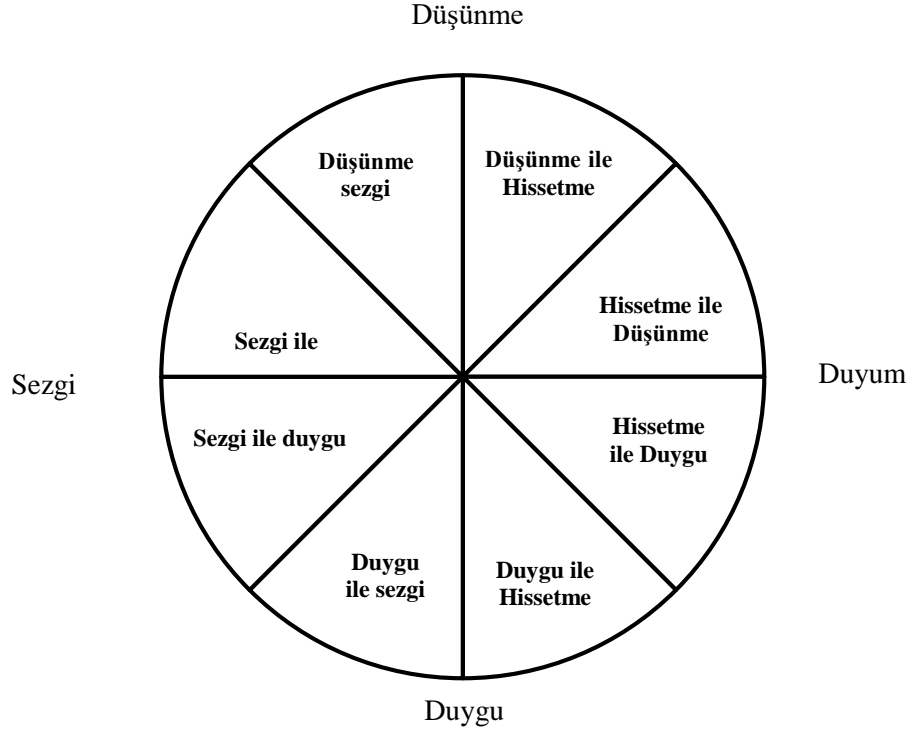 Düşünme
Düşünme
sezgi
Düşünme ile
Hissetme
Hissetme ile
Düşünme
Sezgi ile
Sezgi
Duyum
Sezgi ile duygu
Hissetme
ile Duygu
Duygu
ile sezgi
Duygu ile
Hissetme
Duygu